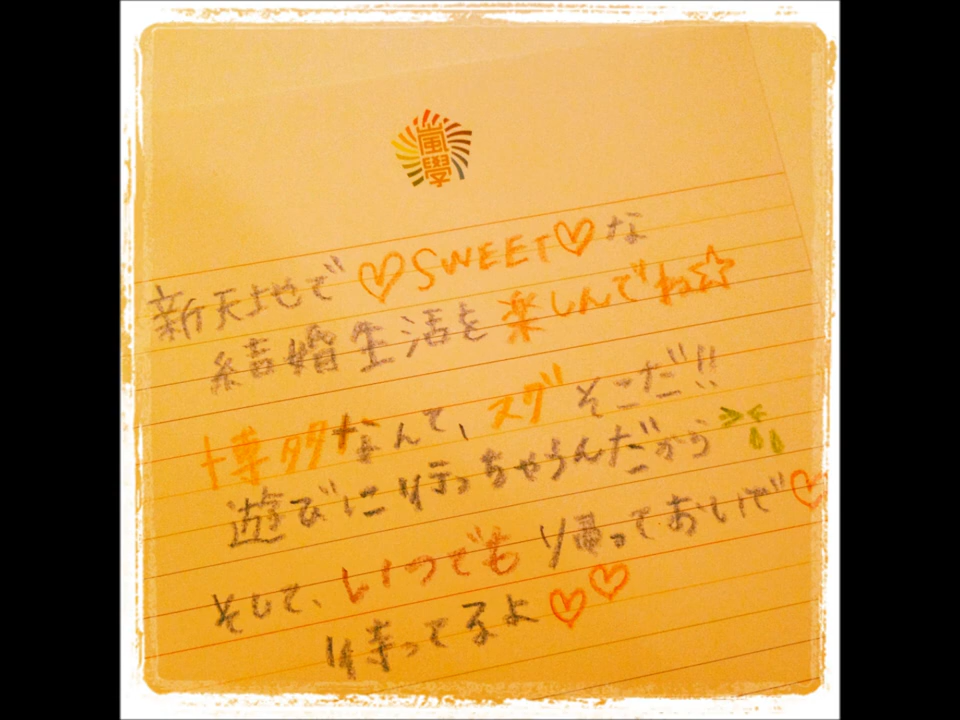 嵐學
新天地で♡SWEET♡な
結婚生活を楽しんでね☆
博多なんて、スグそこだ!!
遊びに行っちゃうんだから
そして、いつでも帰っておいで♡
待ってるよ♡♡